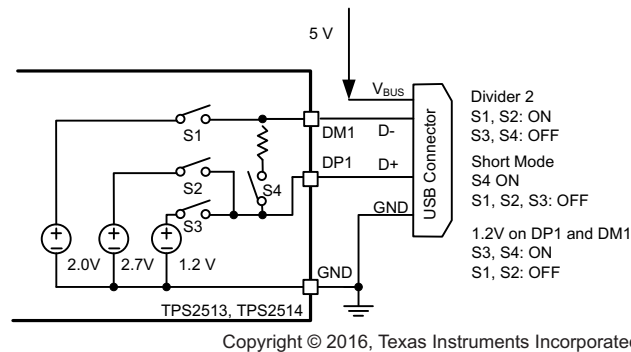 5 V
VBUS
S1
DM1
D-
DP1
D+
S2
S4
S3
GND
USB Connector
2.0V
2.7V
1.2 V
GND
TPS2513, TPS2514
Divider 2
S1, S2: ON
S3, S4: OFF
Short Mode
S4 ON
S1, S2, S3: OFF
1.2V on DP1 and DM1
S3, S4: ON
S1, S2: OFF
Copyright © 2016, Texas Instruments Incorporated